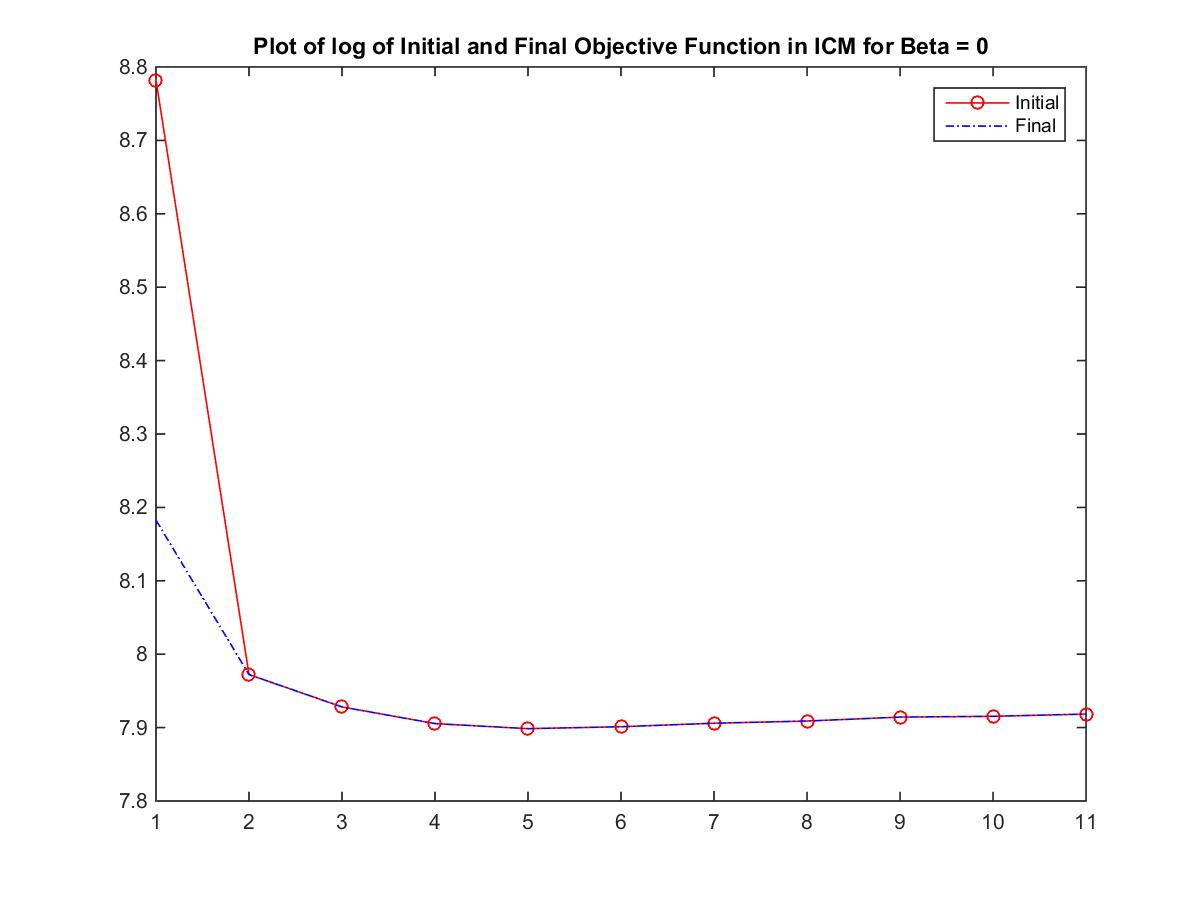 Plot of log of Initial and Final Objective Function in ICM for Beta = 0
8.8
8.7
8.6
8.5
8.4
8.3
8.2
8.1
8
7.9
7.8
Initial
Final
1 2 3 4 5 6 7 8 9 10 11